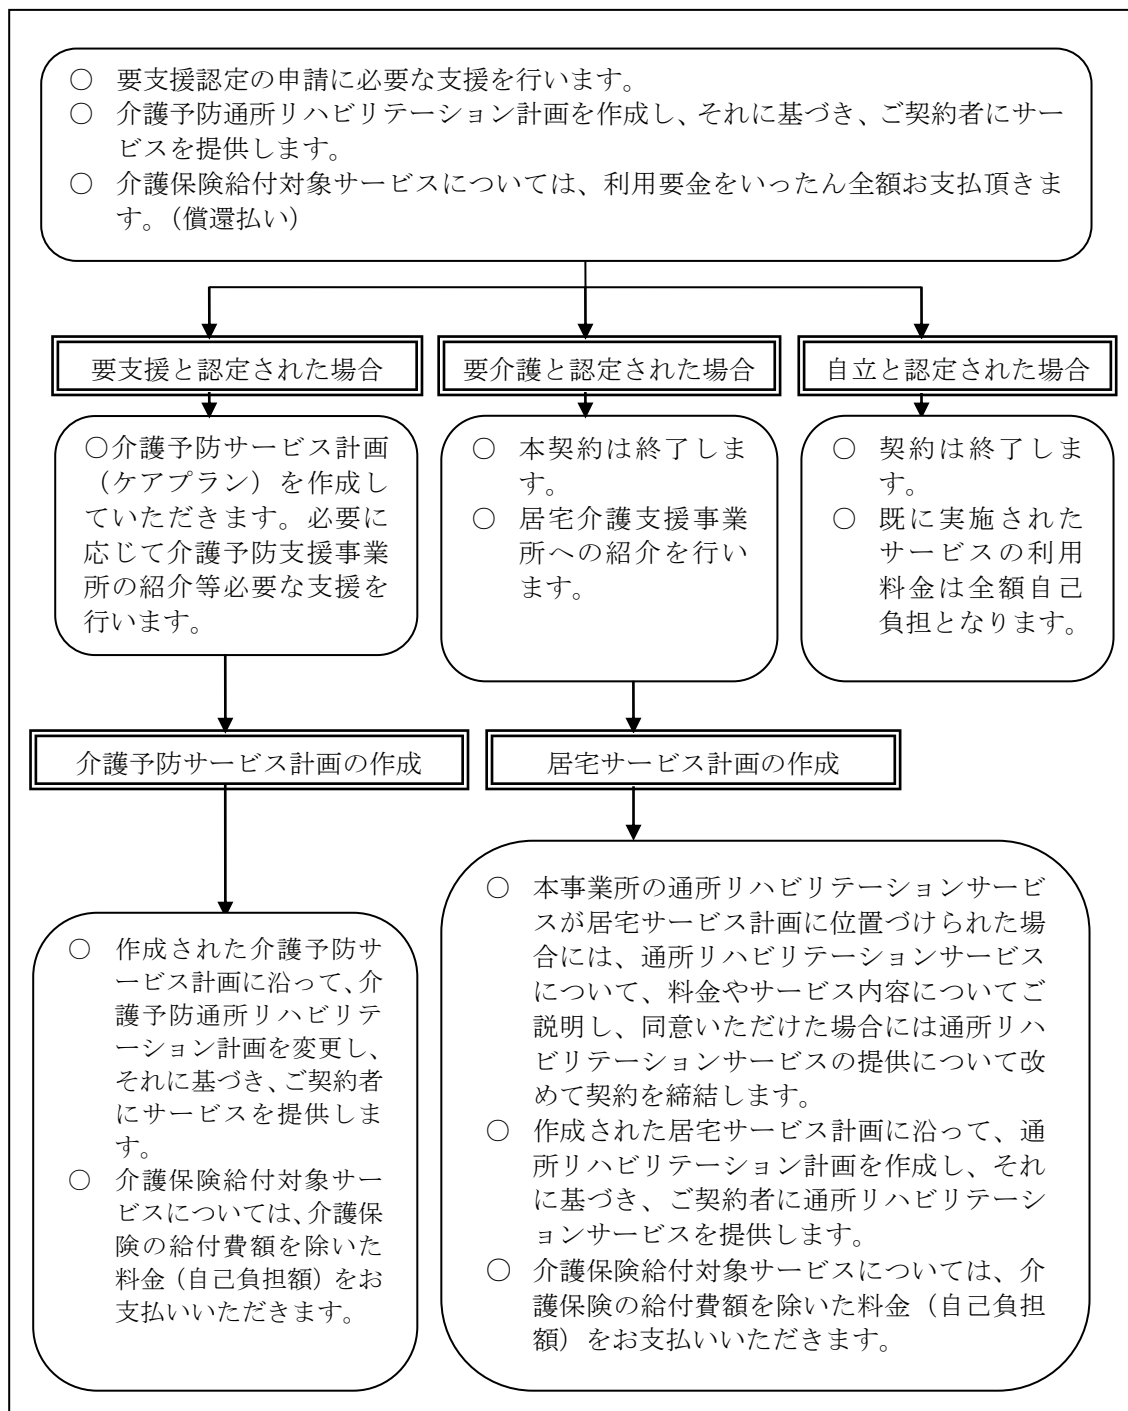 ○ 要支援認定の申請に必要な支援を行います。
○ 介護予防通所リハビリテーション計画を作成し、それに基づき、ご契約者にサー
ビスを提供します。
○ 介護保険給付対象サービスについては、利用要金をいったん全額お支払頂きま
す。（償還払い）
要支援と認定された場合
要介護と認定された場合
自立と認定された場合
○介護予防サービス計画
（ケアプラン）を作成し
ていただきます。必要に
応じて介護予防支援事業
所の紹介等必要な支援を
行います。
○ 本契約は終了しま
す。
○ 居宅介護支援事業
所への紹介を行い
ます。
○ 契約は終了しま
す。
○ 既に実施された
サービスの利用
料金は全額自己
負担となります。
介護予防サービス計画の作成
居宅サービス計画の作成
○ 作成された介護予防サ
ービス計画に沿って、介
護予防通所リハビリテ
ーション計画を変更し、
それに基づき、ご契約者
にサービスを提供しま
す。
○ 介護保険給付対象サー
ビスについては、介護保
険の給付費額を除いた
料金（自己負担額）をお
支払いいただきます。
○ 本事業所の通所リハビリテーションサービ
スが居宅サービス計画に位置づけられた場
合には、通所リハビリテーションサービス
について、料金やサービス内容についてご
説明し、同意いただけた場合には通所リハ
ビリテーションサービスの提供について改
めて契約を締結します。
○ 作成された居宅サービス計画に沿って、通
所リハビリテーション計画を作成し、それ
に基づき、ご契約者に通所リハビリテーシ
ョンサービスを提供します。
○ 介護保険給付対象サービスについては、介
護保険の給付費額を除いた料金（自己負担
額）をお支払いいただきます。